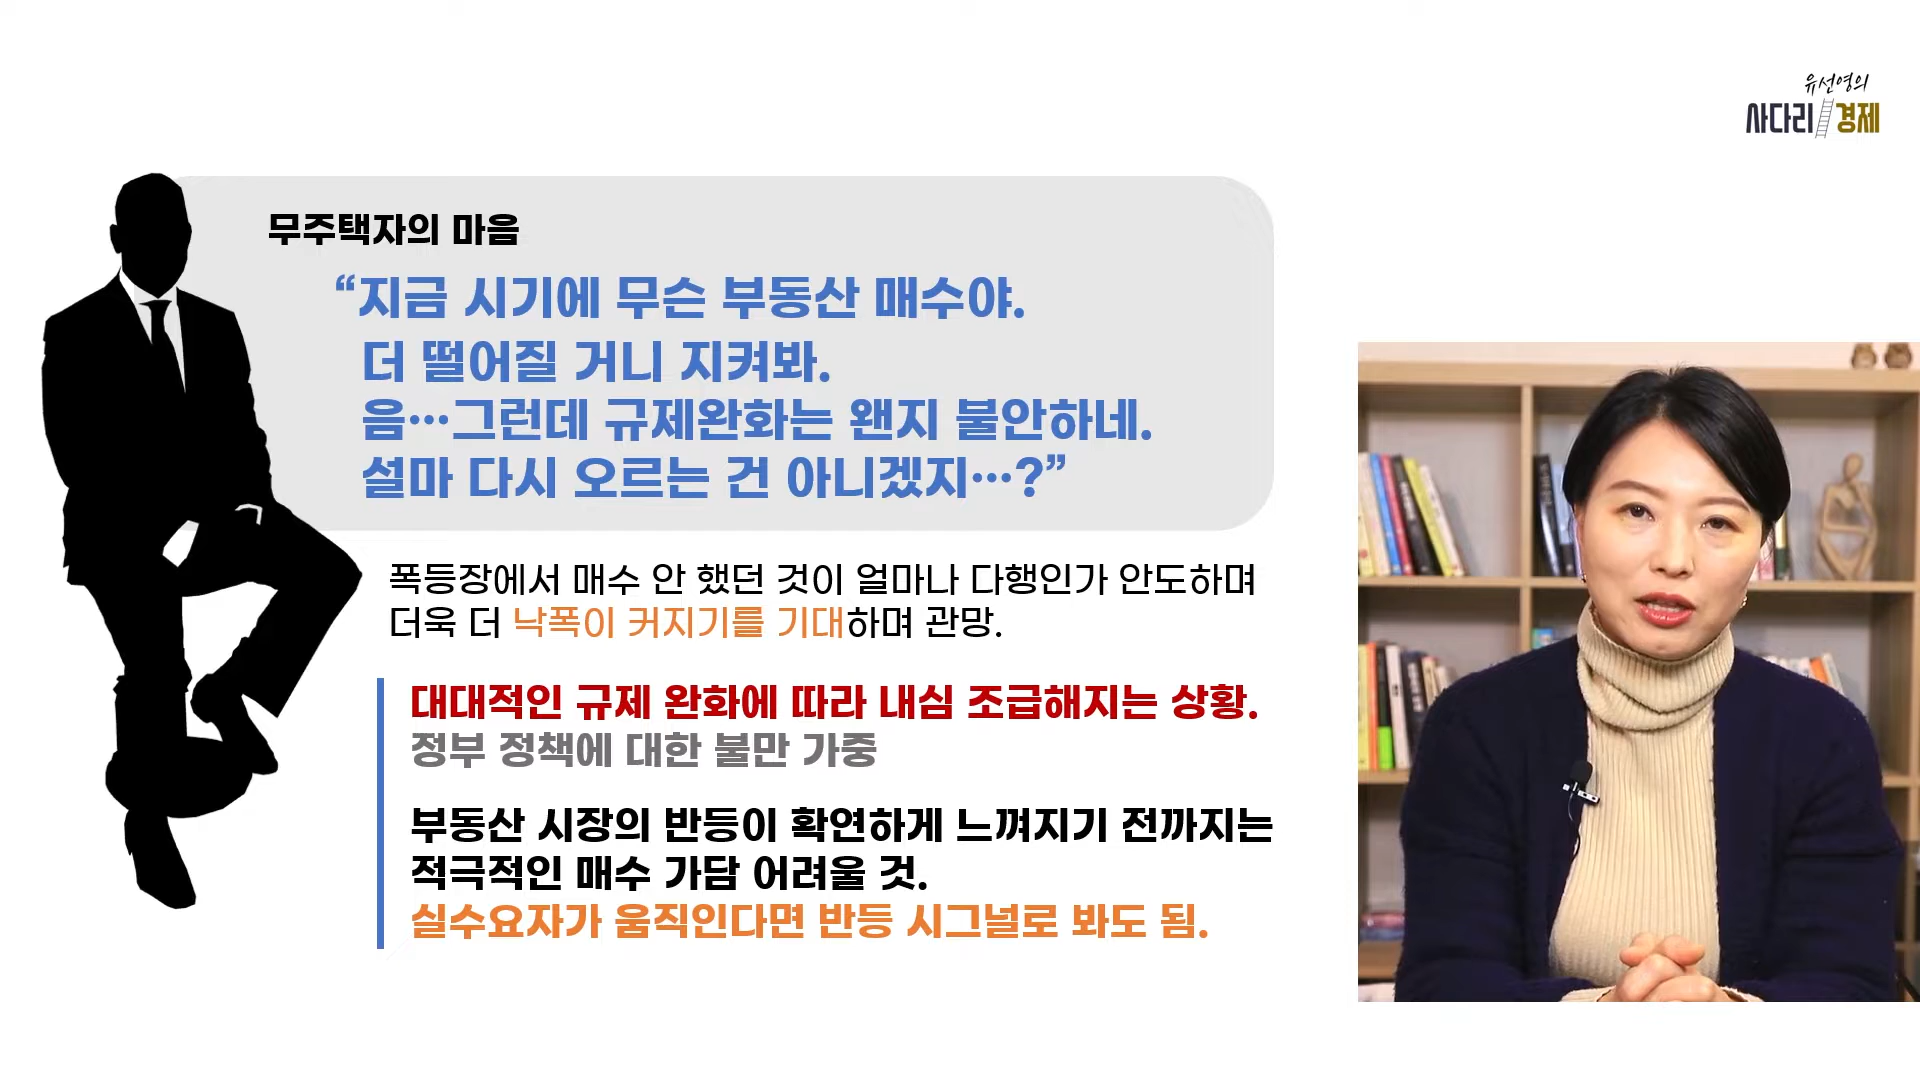 유선영의
사다리 경제
무주택자의 마음
“지금 시기에 무슨 부동산 매수야.
더 떨어질 거니 지켜봐.
음…그런데 규제완화는 왠지 불안하네.
설마 다시 오르는 건 아니겠지…?”
폭등장에서 매수 안 했던 것이 얼마나 다행인가 안도하며
더욱 더 낙폭이 커지기를 기대하며 관망.
대대적인 규제 완화에 따라 내심 조급해지는 상황.
정부 정책에 대한 불만 가중
부동산 시장의 반등이 확연하게 느껴지기 전까지는
적극적인 매수 가담 어려울 것.
실수요자가 움직인다면 반등 시그널로 봐도 됨.